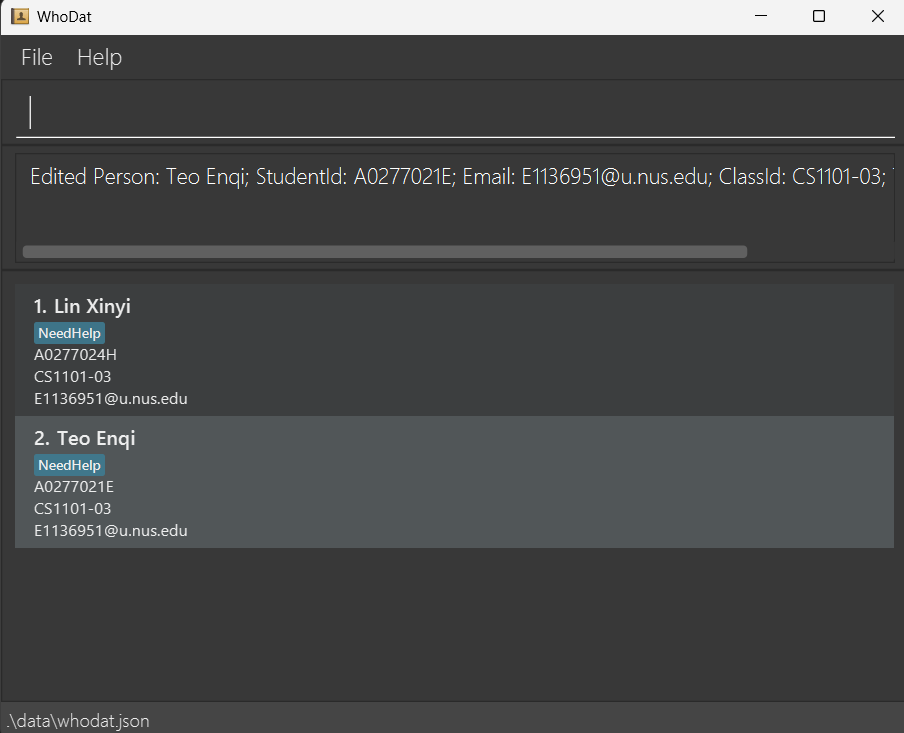 WhoDat
File Help
Edited Person: Teo Enqi; StudentId: A0277021E; Email: E1136951@u.nus.edu; ClassId: CS1101-03;
1. Lin Xinyi
NeedHelp
A0277024H
CS1101-03
E1136951@u.nus.edu
2. Teo Enqi
NeedHelp
A0277021E
CS1101-03
E1136951@u.nus.edu
.\data\whodat.json